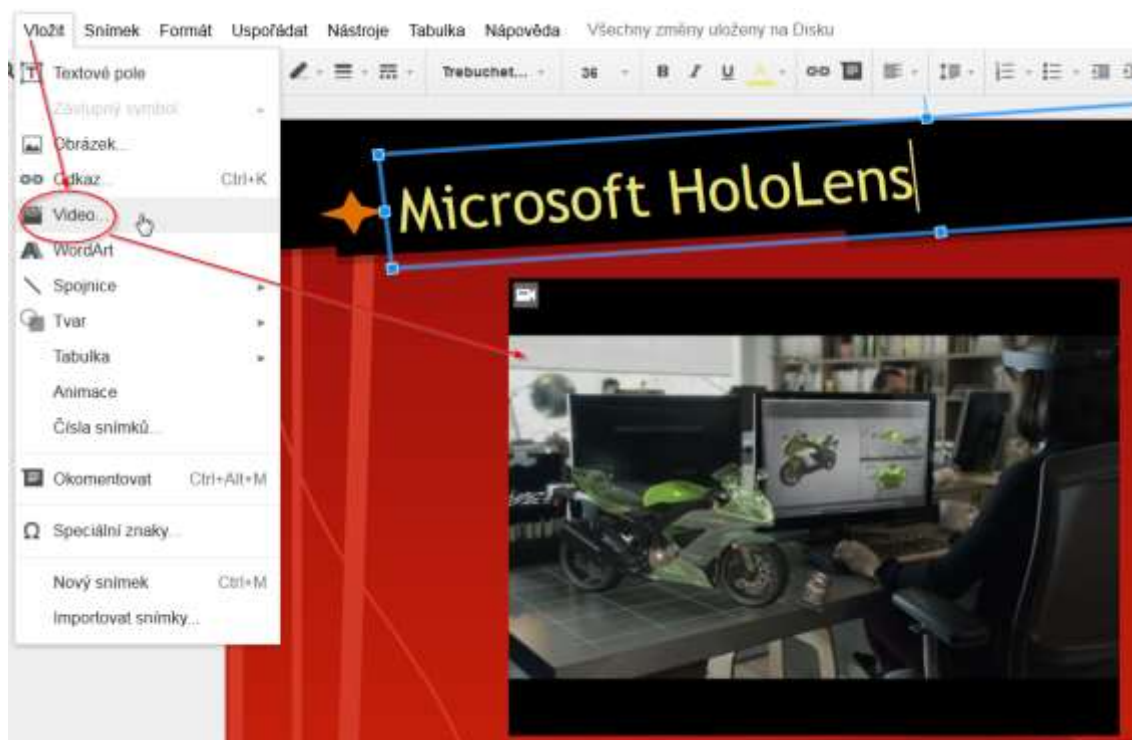 Vložit Snímek Formát Uspořádat Nástroje Tabulka Nápověda Všechny změny uloženy na Disku
Textové pole
Trebuchet... 36 B I U A
Zástupný symbol
Obrázek...
Odkaz... Ctrl+K
Video...
WordArt
Spojnice
Tvar
Tabulka
Animace
Čísla snímků...
Okomentovat Ctrl+Alt+M
Ω Speciální znaky...
Nový snímek Ctrl+M
Importovat snímky...
Microsoft HoloLens